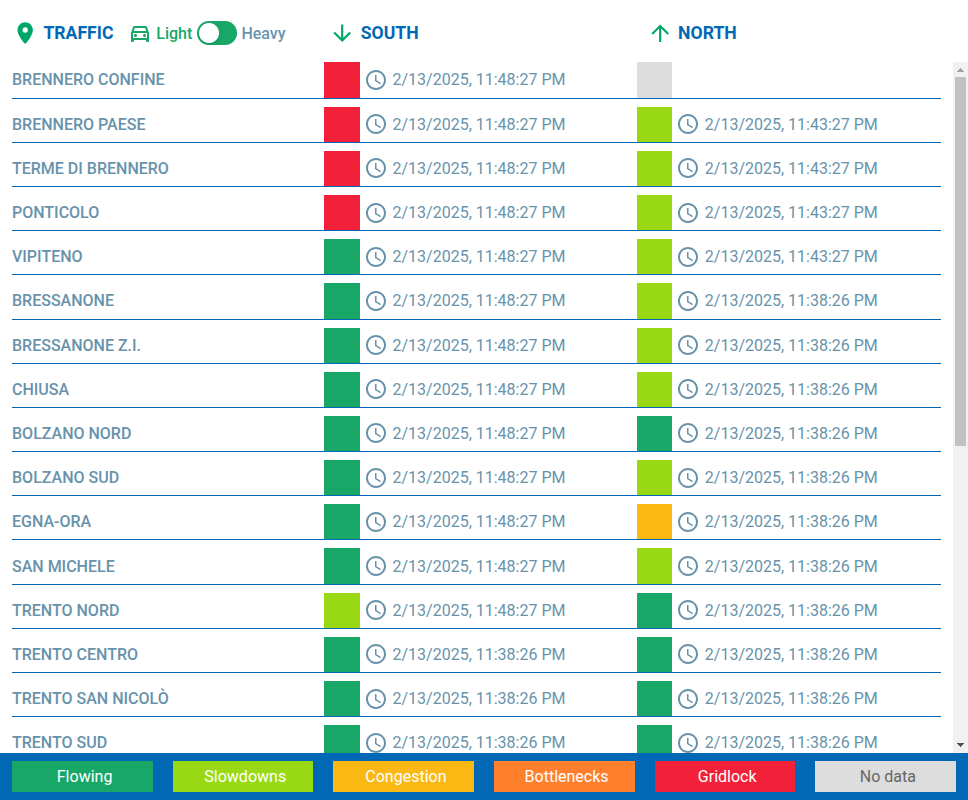 TRAFFIC Light Heavy SOUTH NORTH
BRENNERO CONFINE 2/13/2025, 11:48:27 PM
BRENNERO PAESE 2/13/2025, 11:48:27 PM 2/13/2025, 11:43:27 PM
TERME DI BRENNERO 2/13/2025, 11:48:27 PM 2/13/2025, 11:43:27 PM
PONTICOLO 2/13/2025, 11:48:27 PM 2/13/2025, 11:43:27 PM
VIPITENO 2/13/2025, 11:48:27 PM 2/13/2025, 11:43:27 PM
BRESSANONE 2/13/2025, 11:48:27 PM 2/13/2025, 11:38:26 PM
BRESSANONE Z.I. 2/13/2025, 11:48:27 PM 2/13/2025, 11:38:26 PM
CHIUSA 2/13/2025, 11:48:27 PM 2/13/2025, 11:38:26 PM
BOLZANO NORD 2/13/2025, 11:48:27 PM 2/13/2025, 11:38:26 PM
BOLZANO SUD 2/13/2025, 11:48:27 PM 2/13/2025, 11:38:26 PM
EGNA-ORA 2/13/2025, 11:48:27 PM 2/13/2025, 11:38:26 PM
SAN MICHELE 2/13/2025, 11:48:27 PM 2/13/2025, 11:38:26 PM
TRENTO NORD 2/13/2025, 11:48:27 PM 2/13/2025, 11:38:26 PM
TRENTO CENTRO 2/13/2025, 11:38:26 PM 2/13/2025, 11:38:26 PM
TRENTO SAN NICOLÒ 2/13/2025, 11:38:26 PM 2/13/2025, 11:38:26 PM
TRENTO SUD 2/13/2025, 11:38:26 PM 2/13/2025, 11:38:26 PM
Flowing Slowdowns Congestion Bottlenecks Gridlock No data